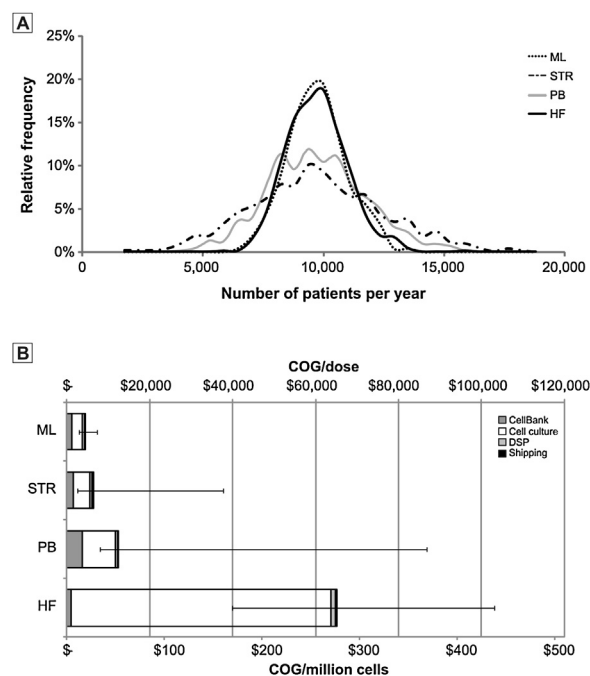 A
25%
20%
15%
10%
5%
0%
Relative frequency
ML
STR
PB
HF
0 5,000 10,000 15,000 20,000
Number of patients per year
B
COG/dose
$- $20,000 $40,000 $60,000 $80,000 $100,000 $120,000
ML
STR
PB
HF
CellBank
Cell culture
DSP
Shipping
$- $100 $200 $300 $400 $500
COG/million cells